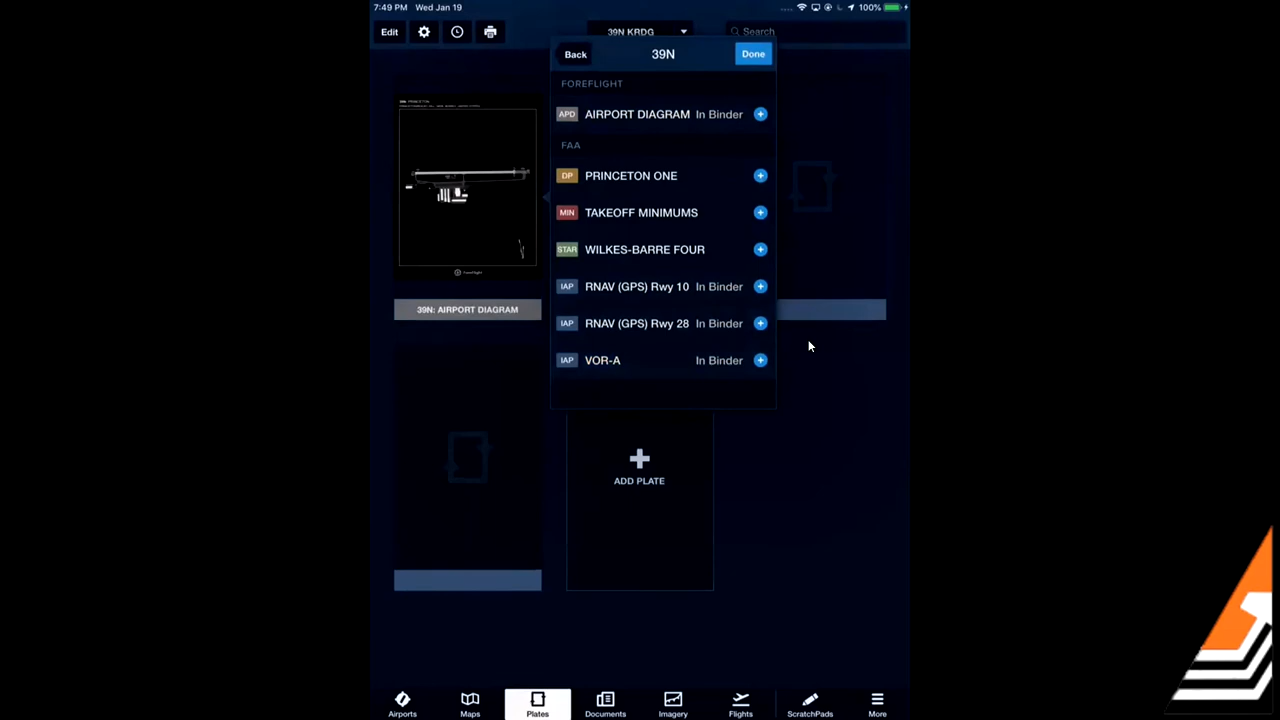 7:49 PM Wed Jan 19
100%
Edit
39N KRDG
Search
Back
39N
Done
FOREFLIGHT
APD AIRPORT DIAGRAM In Binder
FAA
DP PRINCETON ONE
MIN TAKEOFF MINIMUMS
STAR WILKES-BARRE FOUR
IAP RNAV (GPS) Rwy 10 In Binder
IAP RNAV (GPS) Rwy 28 In Binder
IAP VOR-A In Binder
ForeFlight
39N: AIRPORT DIAGRAM
ADD PLATE
Airports
Maps
Plates
Documents
Imagery
Flights
ScratchPads
More